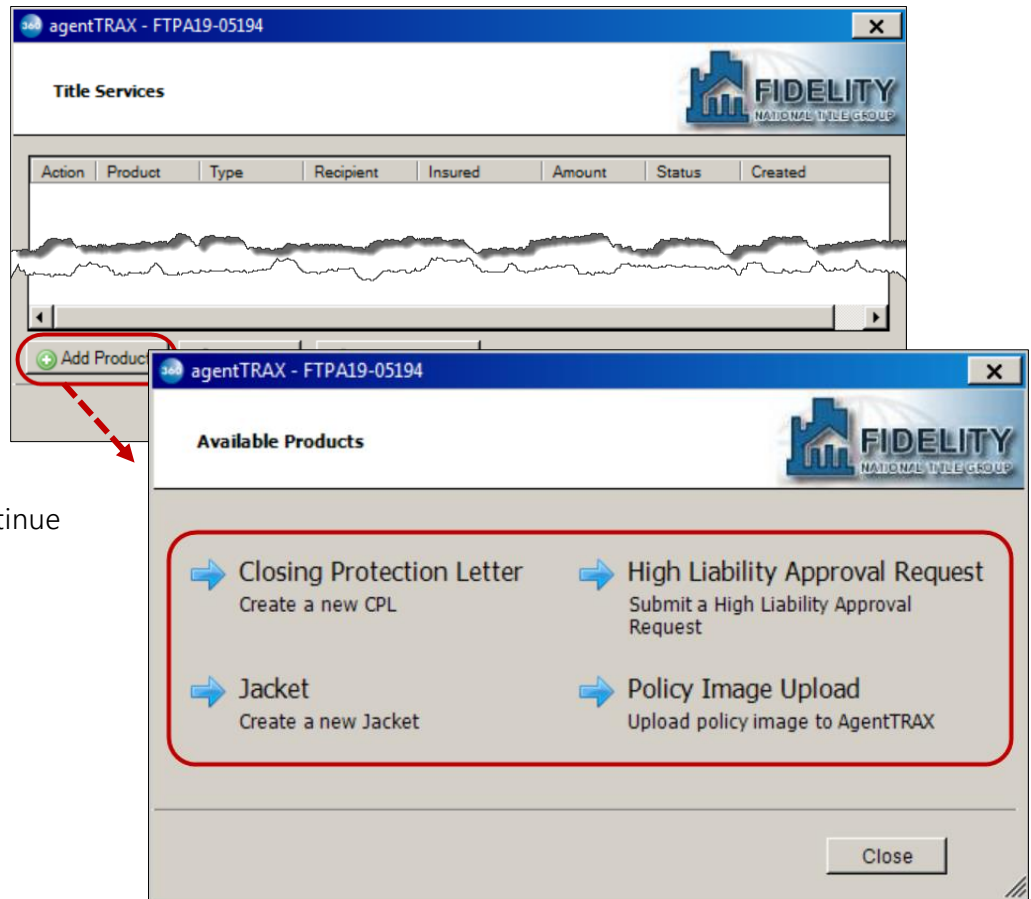 360 agentTRAX - FTPA19-05194
Title Services
FIDELITY
NATIONAL TITLE GROUP
Action Product Type Recipient Insured Amount Status Created
Add Product
360 agentTRAX - FTPA19-05194
Available Products
FIDELITY
NATIONAL TITLE GROUP
tinue
Closing Protection Letter
Create a new CPL
High Liability Approval Request
Submit a High Liability Approval
Request
Jacket
Create a new Jacket
Policy Image Upload
Upload policy image to AgentTRAX
Close